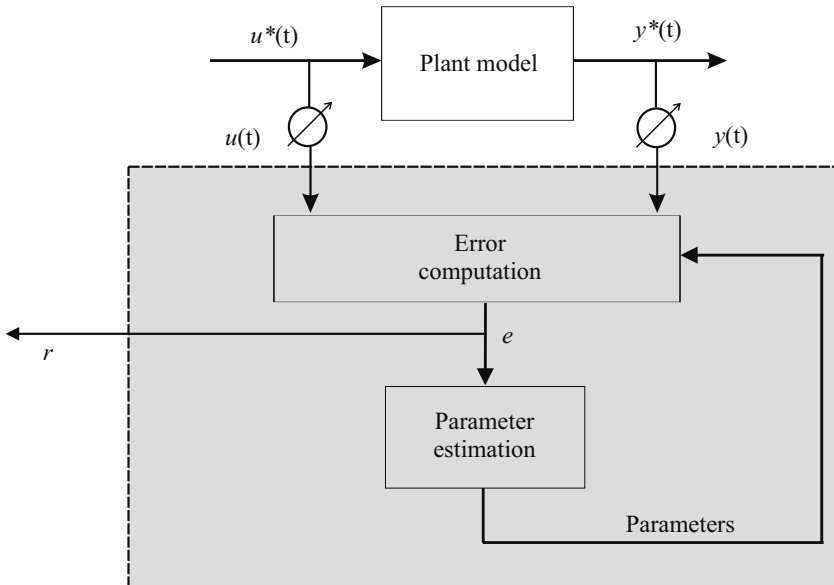 u*(t)
y*(t)
Plant model
u(t)
y(t)
Error
computation
r
e
Parameter
estimation
Parameters